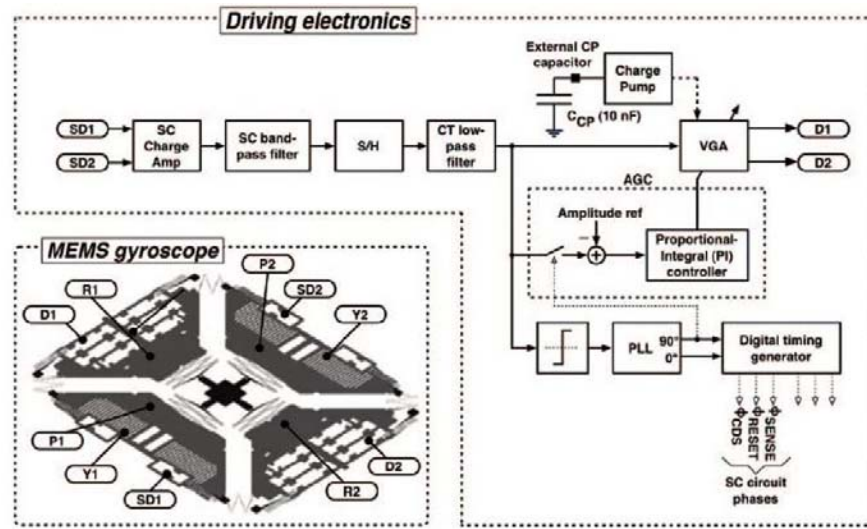 Driving electronics
External CP
capacitor
Charge
Pump
C_CP (10 nF)
SD1
SD2
SC
Charge
Amp
SC band-
pass filter
S/H
CT low-
pass
filter
VGA
D1
D2
AGC
Amplitude ref
−
+
Proportional-
Integral (PI)
controller
PLL
90°
0°
Digital timing
generator
ΦCDS
ΦRESET
ΦSENSE
SC circuit
phases
MEMS gyroscope
P2
R1
SD2
D1
Y2
P1
Y1
SD1
D2
R2